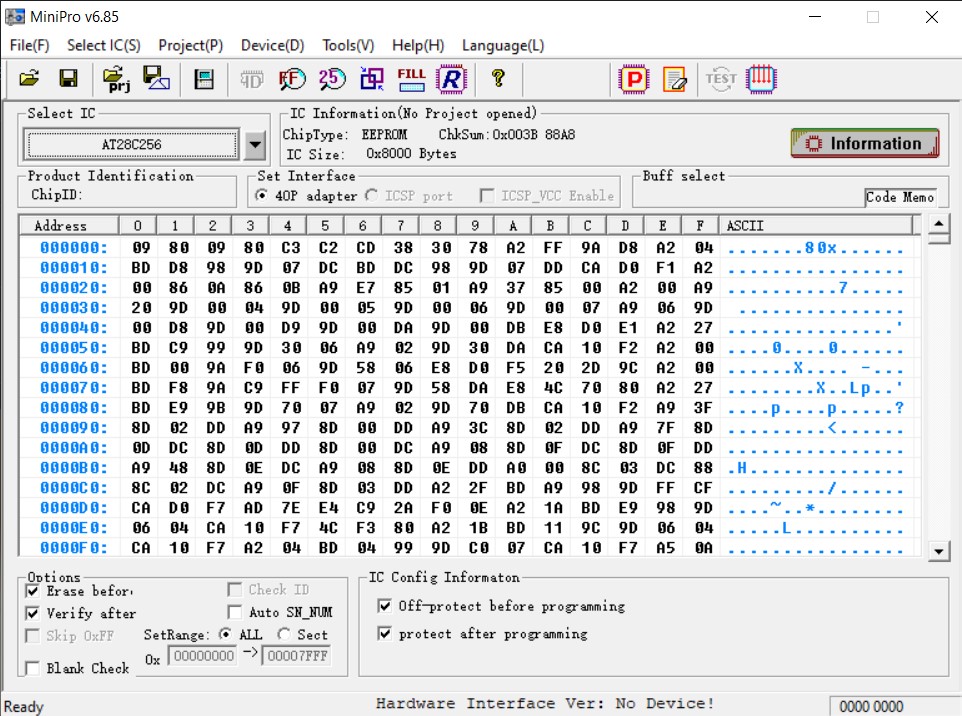 MiniPro v6.85
File(F) Select IC(S) Project(P) Device(D) Tools(V) Help(H) Language(L)
prj 4D FF 25 FILL R ? P TEST
Select IC
AT28C256
IC Information(No Project opened)
ChipType: EEPROM ChkSum:0x003B 88A8
IC Size: 0x8000 Bytes
Information
Product Identification
ChipID:
Set Interface
40P adapter ICSP port ICSP_VCC Enable
Buff select
Code Memo
Address 0 1 2 3 4 5 6 7 8 9 A B C D E F ASCII
000000: 09 80 09 80 C3 C2 CD 38 30 78 A2 FF 9A D8 A2 04 .......80x......
000010: BD D8 98 9D 07 DC BD DC 98 9D 07 DD CA D0 F1 A2 ................
000020: 00 86 0A 86 0B A9 E7 85 01 A9 37 85 00 A2 00 A9 ..........7.....
000030: 20 9D 00 04 9D 00 05 9D 00 06 9D 00 07 A9 06 9D  ...............
000040: 00 D8 9D 00 D9 9D 00 DA 9D 00 DB E8 D0 E1 A2 27 ...............'
000050: BD C9 99 9D 30 06 A9 02 9D 30 DA CA 10 F2 A2 00 ....0....0......
000060: BD 00 9A F0 06 9D 58 06 E8 D0 F5 20 2D 9C A2 00 ......X.... -...
000070: BD F8 9A C9 FF F0 07 9D 58 DA E8 4C 70 80 A2 27 ........X..Lp..'
000080: BD E9 9B 9D 70 07 A9 02 9D 70 DB CA 10 F2 A9 3F ....p....p.....?
000090: 8D 02 DD A9 97 8D 00 DD A9 3C 8D 02 DD A9 7F 8D .........<......
0000A0: 0D DC 8D 0D DD 8D 00 DC A9 08 8D 0F DC 8D 0F DD ................
0000B0: A9 48 8D 0E DC A9 08 8D 0E DD A0 00 8C 03 DC 88 .H..............
0000C0: 8C 02 DC A9 0F 8D 03 DD A2 2F BD A9 98 9D FF CF ........./......
0000D0: CA D0 F7 AD 7E E4 C9 2A F0 0E A2 1A BD E9 98 9D ....~..*........
0000E0: 06 04 CA 10 F7 4C F3 80 A2 1B BD 11 9C 9D 06 04 .....L..........
0000F0: CA 10 F7 A2 04 BD 04 99 9D C0 07 CA 10 F7 A5 0A ................
Options
Erase befor
Check ID
Verify after
Auto SN_NUM
Skip 0xFF
SetRange: ALL Sect
Blank Check
0x 00000000 -> 00007FFF
IC Config Informaton
Off-protect before programming
protect after programming
Ready
Hardware Interface Ver: No Device!
0000 0000